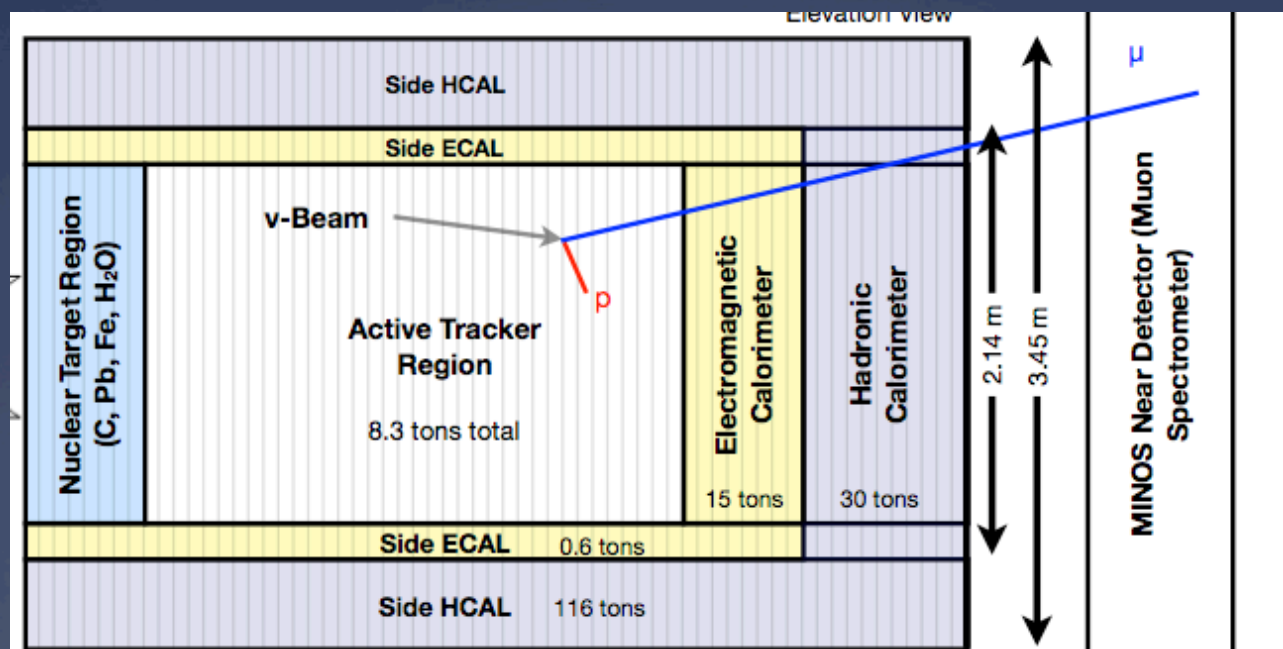 Elevation View
Side HCAL
μ
Side ECAL
ν-Beam
p
Nuclear Target Region
(C, Pb, Fe, H₂O)
Active Tracker
Region
8.3 tons total
Electromagnetic
Calorimeter
15 tons
Hadronic
Calorimeter
30 tons
2.14 m
3.45 m
MINOS Near Detector (Muon
Spectrometer)
Side ECAL 0.6 tons
Side HCAL 116 tons